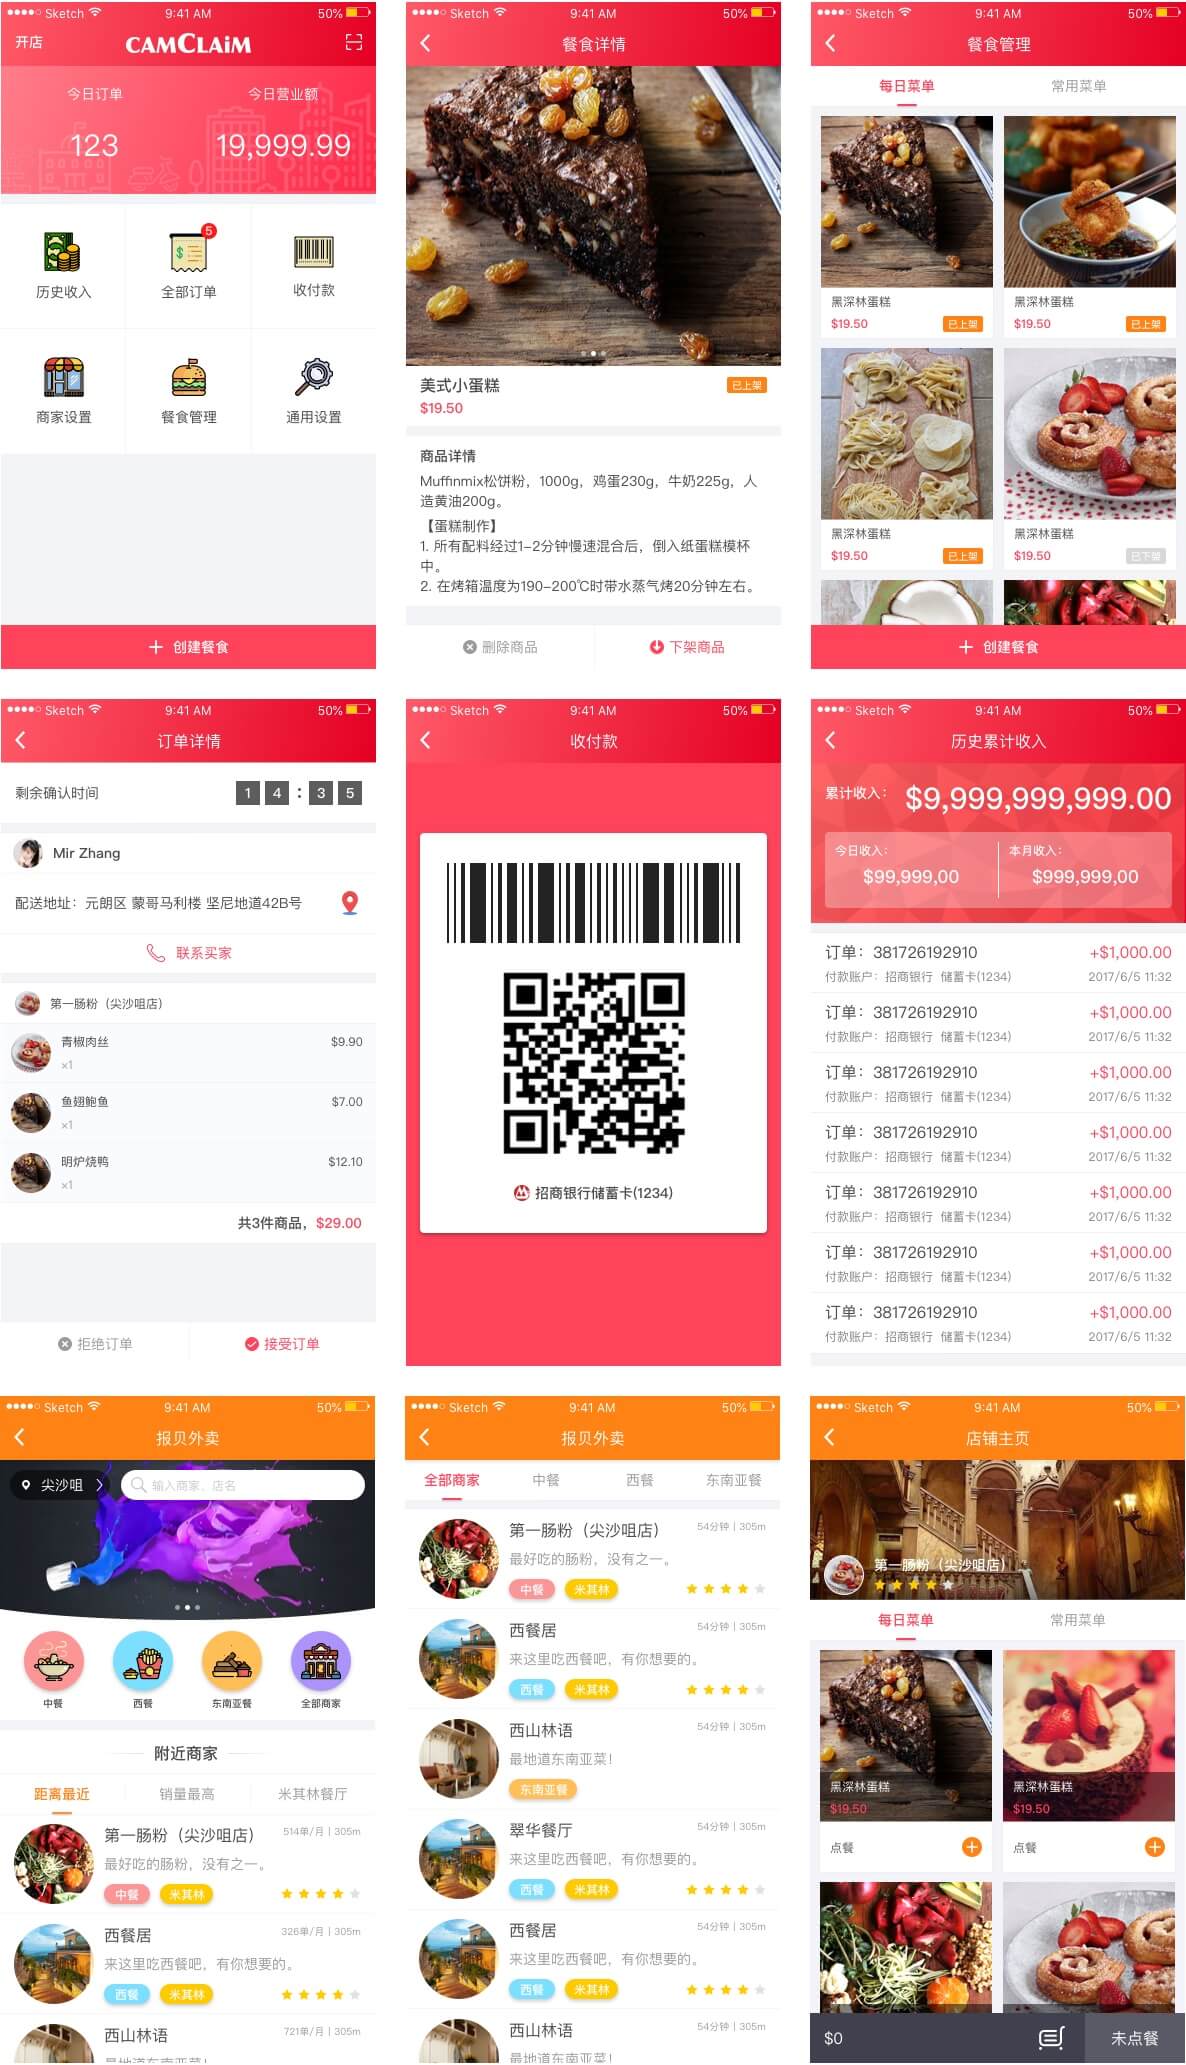 Sketch 9:41 AM 50%
开店 CAMCLAiM
今日订单 今日营业额
123 19,999.99
5
历史收入 全部订单 收付款
商家设置 餐食管理 通用设置
创建餐食
Sketch 9:41 AM 50%
餐食详情
美式小蛋糕 已上架
$19.50
商品详情
Muffinmix松饼粉，1000g，鸡蛋230g，牛奶225g，人
造黄油200g。
【蛋糕制作】
1. 所有配料经过1-2分钟慢速混合后，倒入纸蛋糕模杯
中。
2. 在烤箱温度为190-200℃时带水蒸气烤20分钟左右。
删除商品 下架商品
Sketch 9:41 AM 50%
餐食管理
每日菜单 常用菜单
黑深林蛋糕 黑深林蛋糕
$19.50 已上架 $19.50 已上架
黑深林蛋糕 黑深林蛋糕
$19.50 已上架 $19.50 已下架
创建餐食
Sketch 9:41 AM 50%
订单详情
剩余确认时间 1 4 : 3 5
Mir Zhang
配送地址：元朗区 蒙哥马利楼 坚尼地道42B号
联系买家
第一肠粉（尖沙咀店）
青椒肉丝 $9.90
×1
鱼翅鲍鱼 $7.00
×1
明炉烧鸭 $12.10
×1
共3件商品，$29.00
拒绝订单 接受订单
Sketch 9:41 AM 50%
收付款
招商银行储蓄卡(1234)
Sketch 9:41 AM 50%
历史累计收入
累计收入： $9,999,999,999.00
今日收入： 本月收入：
$99,999,00 $999,999,00
订单：381726192910 +$1,000.00
付款账户：招商银行 储蓄卡(1234) 2017/6/5 11:32
订单：381726192910 +$1,000.00
付款账户：招商银行 储蓄卡(1234) 2017/6/5 11:32
订单：381726192910 +$1,000.00
付款账户：招商银行 储蓄卡(1234) 2017/6/5 11:32
订单：381726192910 +$1,000.00
付款账户：招商银行 储蓄卡(1234) 2017/6/5 11:32
订单：381726192910 +$1,000.00
付款账户：招商银行 储蓄卡(1234) 2017/6/5 11:32
订单：381726192910 +$1,000.00
付款账户：招商银行 储蓄卡(1234) 2017/6/5 11:32
订单：381726192910 +$1,000.00
付款账户：招商银行 储蓄卡(1234) 2017/6/5 11:32
Sketch 9:41 AM 50%
报贝外卖
尖沙咀 输入商家、店名
中餐 西餐 东南亚餐 全部商家
附近商家
距离最近 销量最高 米其林餐厅
第一肠粉（尖沙咀店） 514单/月 | 305m
最好吃的肠粉，没有之一。
中餐 米其林
西餐居 326单/月 | 305m
来这里吃西餐吧，有你想要的。
西餐 米其林
西山林语 721单/月 | 305m
最地道东南亚菜！
Sketch 9:41 AM 50%
报贝外卖
全部商家 中餐 西餐 东南亚餐
第一肠粉（尖沙咀店） 54分钟 | 305m
最好吃的肠粉，没有之一。
中餐 米其林
西餐居 54分钟 | 305m
来这里吃西餐吧，有你想要的。
西餐 米其林
西山林语 54分钟 | 305m
最地道东南亚菜！
东南亚餐
翠华餐厅 54分钟 | 305m
来这里吃西餐吧，有你想要的。
西餐 米其林
西餐居 54分钟 | 305m
来这里吃西餐吧，有你想要的。
西餐 米其林
西山林语 54分钟 | 305m
最地道东南亚菜！
Sketch 9:41 AM 50%
店铺主页
第一肠粉（尖沙咀店）
每日菜单 常用菜单
黑深林蛋糕 黑深林蛋糕
$19.50 $19.50
点餐 点餐
$0 未点餐